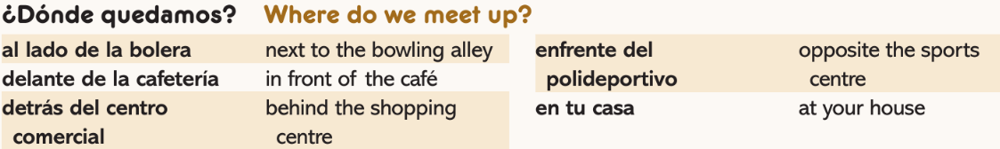 ¿Dónde quedamos? Where do we meet up?
al lado de la bolera next to the bowling alley
delante de la cafetería in front of the café
detrás del centro behind the shopping
comercial centre
enfrente del opposite the sports
polideportivo centre
en tu casa at your house